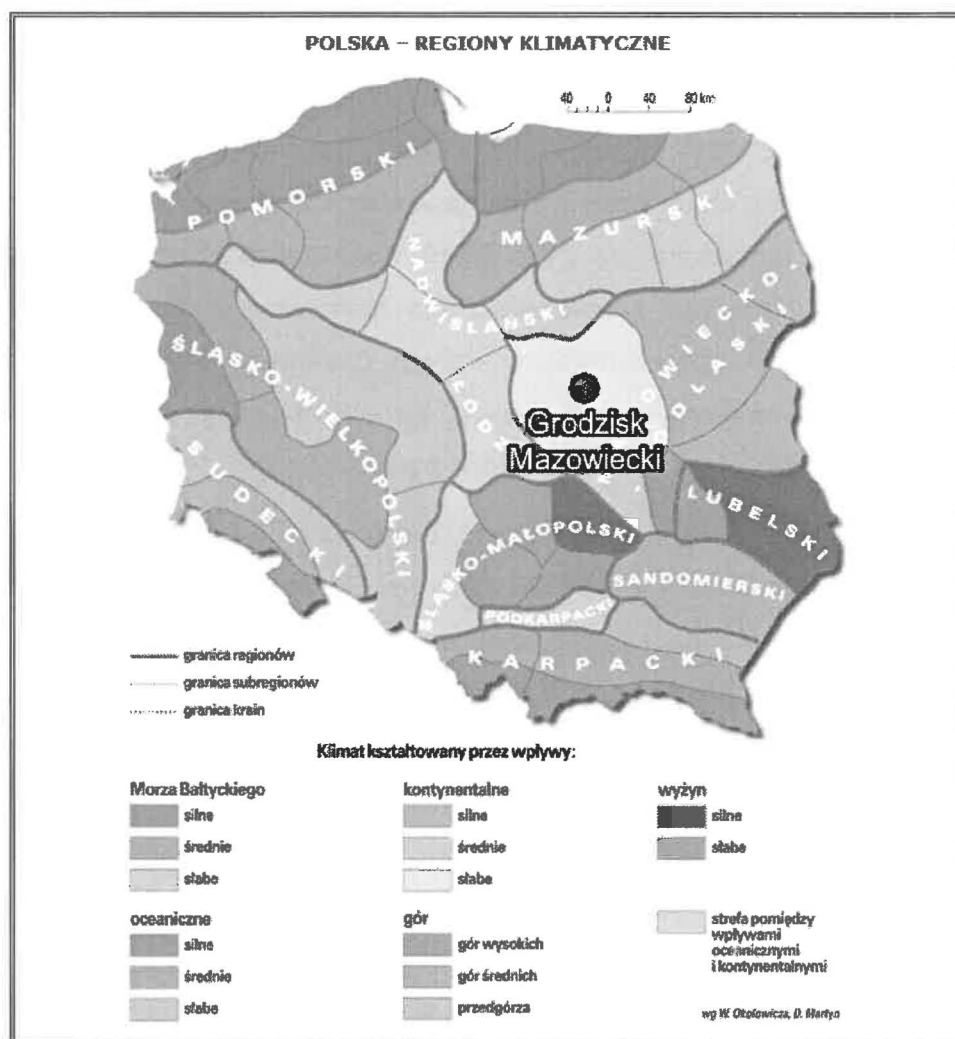 POLSKA – REGIONY KLIMATYCZNE
40 0 40 80 km
POMORSKI
MAZURSKI
NADWIŚLAŃSKI
ŚLĄSKO-WIELKOPOLSKI
Grodzisk
Mazowiecki
LUBELSKI
SUDECKI
ŚLĄSKO-MAŁOPOLSKI
SANDOMIERSKI
PODKARPACKI
KARPACKI
granica regionów
granica subregionów
granica krain
Klimat kształtowany przez wpływy:
Morza Bałtyckiego
silne
średnie
słabe
kontynentalne
silne
średnie
słabe
wyżyn
silne
słabe
oceaniczne
silne
średnie
słabe
gór
gór wysokich
gór średnich
przedgórza
strefa pomiędzy
wpływami
oceanicznymi
i kontynentalnymi
wg W. Okołowicza, D. Martyn